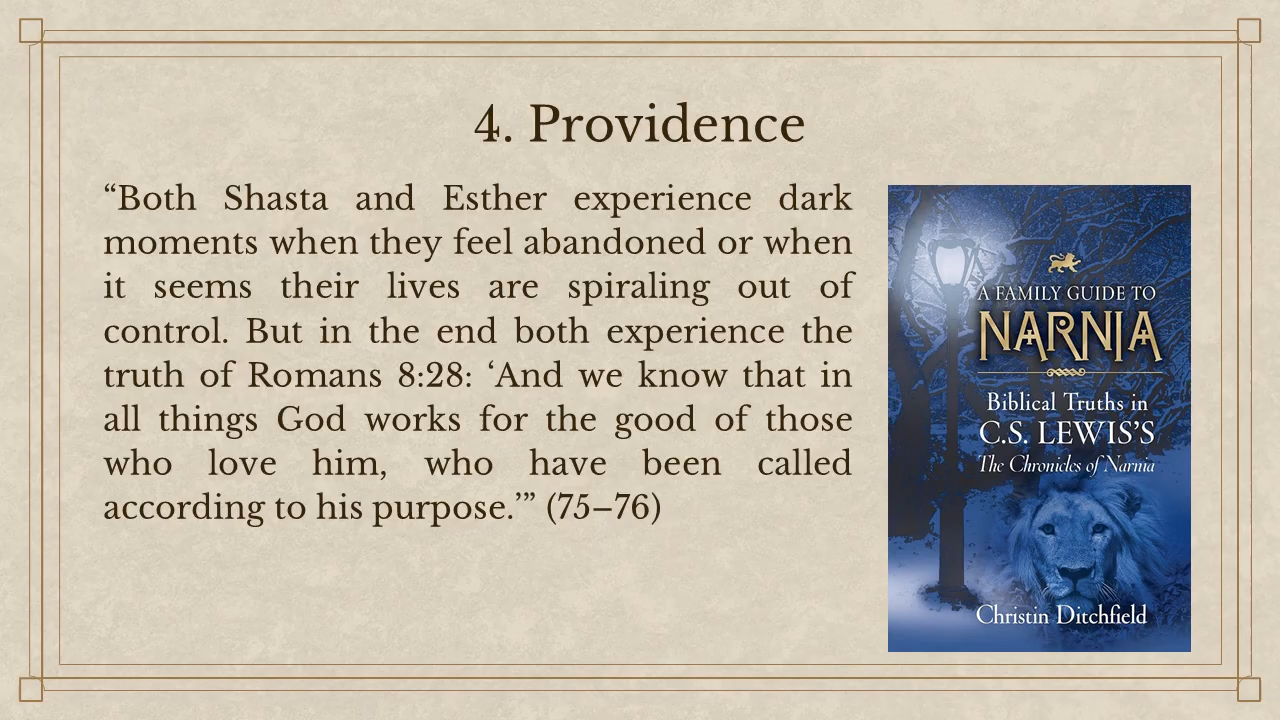 4. Providence
“Both Shasta and Esther experience dark
moments when they feel abandoned or when
it seems their lives are spiraling out of
control. But in the end both experience the
truth of Romans 8:28: ‘And we know that in
all things God works for the good of those
who love him, who have been called
according to his purpose.’” (75–76)
A FAMILY GUIDE TO
NARNIA
Biblical Truths in
C.S. LEWIS’S
The Chronicles of Narnia
Christin Ditchfield